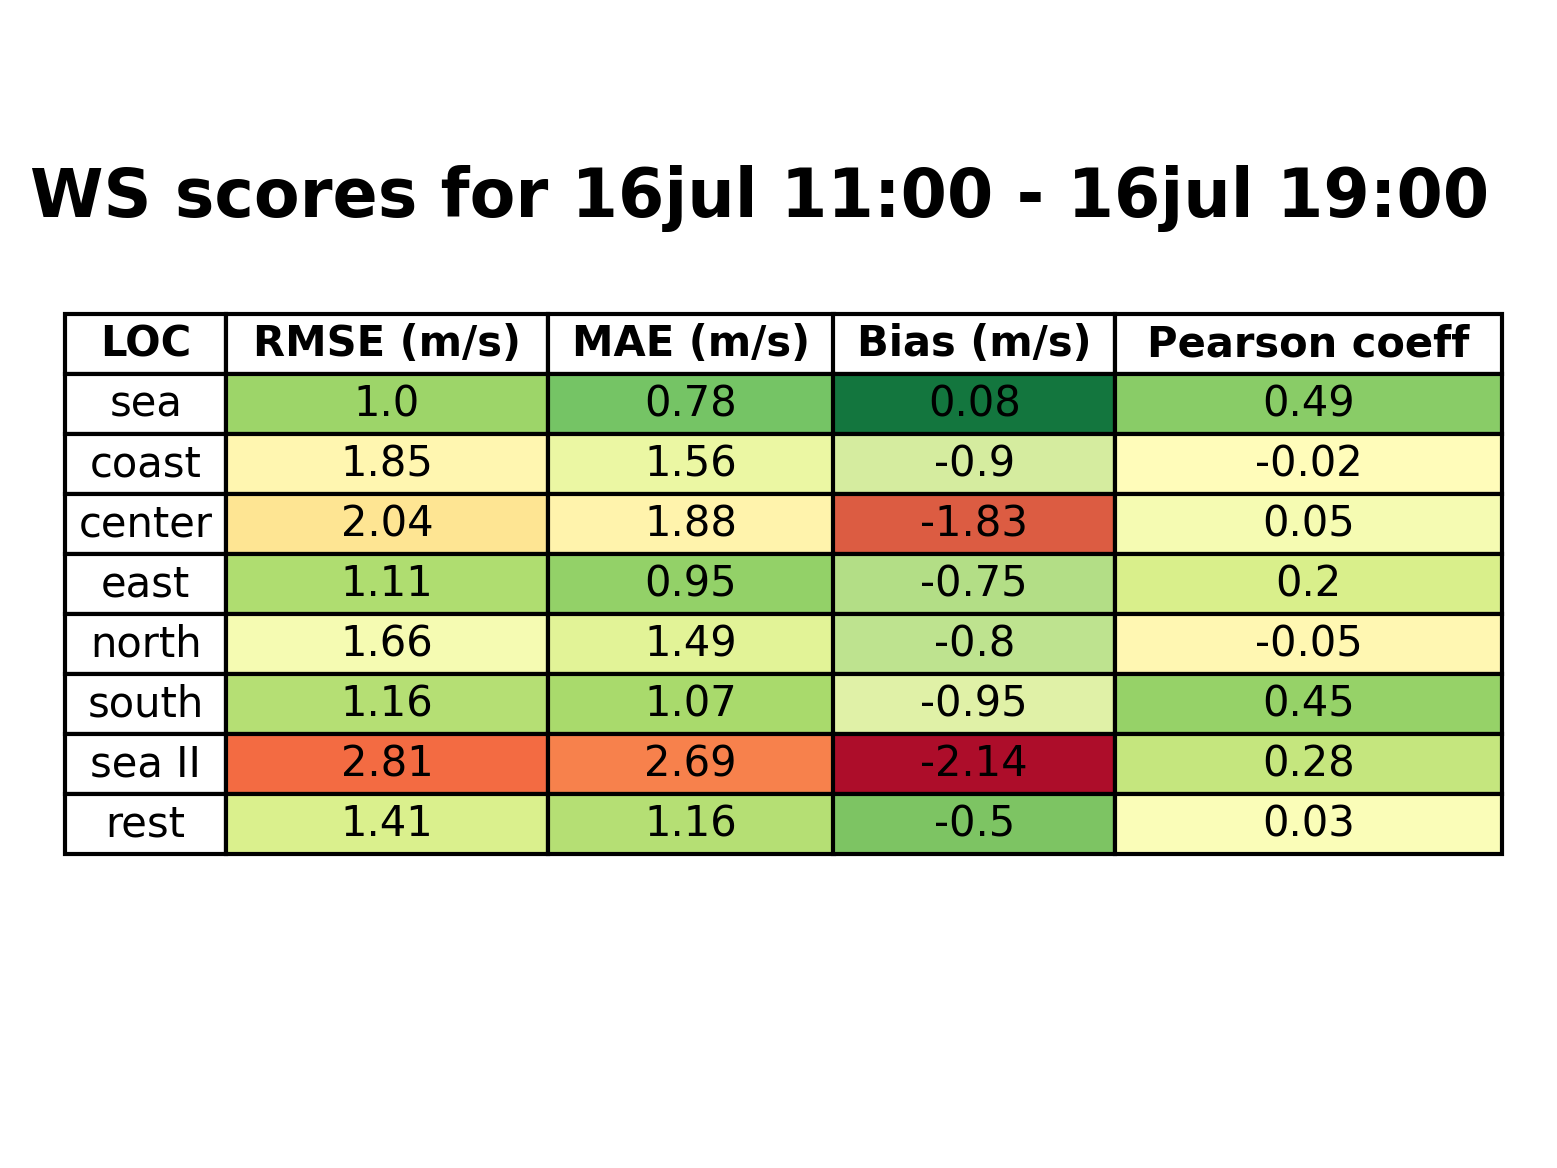 WS scores for 16jul 11:00 - 16jul 19:00
LOC RMSE (m/s) MAE (m/s) Bias (m/s) Pearson coeff
sea 1.0 0.78 0.08 0.49
coast 1.85 1.56 -0.9 -0.02
center 2.04 1.88 -1.83 0.05
east 1.11 0.95 -0.75 0.2
north 1.66 1.49 -0.8 -0.05
south 1.16 1.07 -0.95 0.45
sea II 2.81 2.69 -2.14 0.28
rest 1.41 1.16 -0.5 0.03